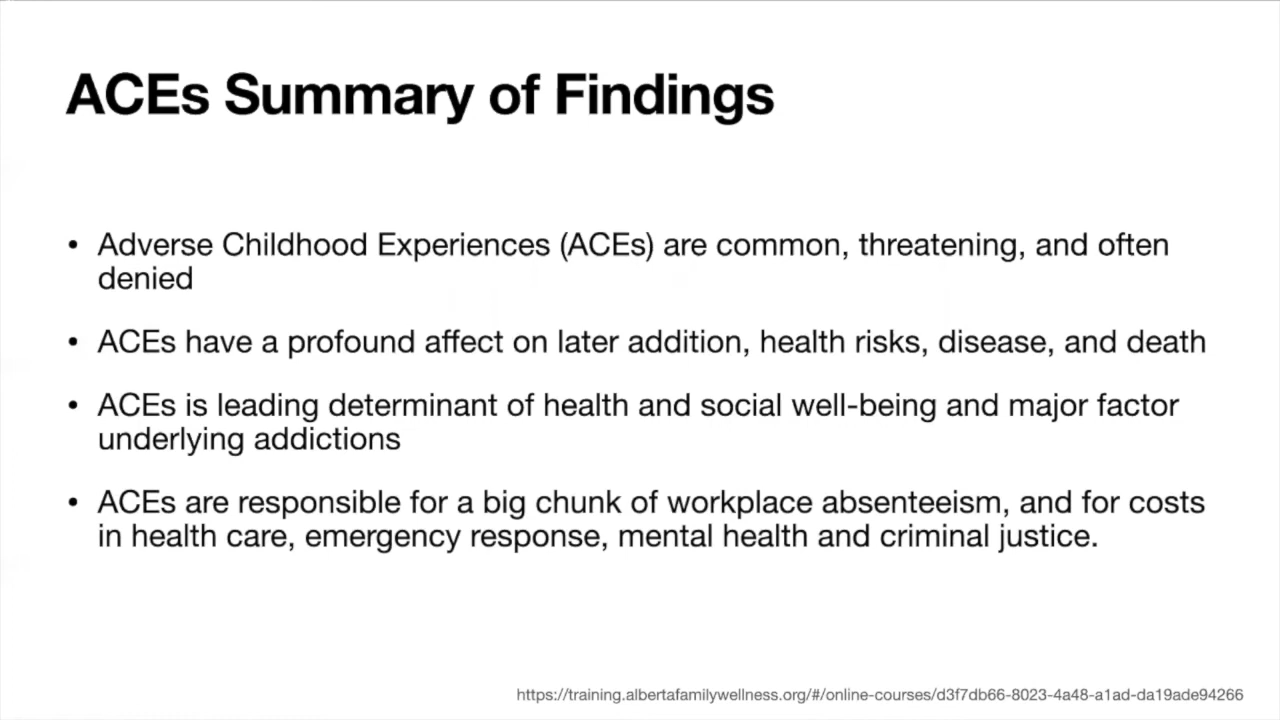 ACEs Summary of Findings
• Adverse Childhood Experiences (ACEs) are common, threatening, and often
denied
• ACEs have a profound affect on later addition, health risks, disease, and death
• ACEs is leading determinant of health and social well-being and major factor
underlying addictions
• ACEs are responsible for a big chunk of workplace absenteeism, and for costs
in health care, emergency response, mental health and criminal justice.
https://training.albertafamilywellness.org/#/online-courses/d3f7db66-8023-4a48-a1ad-da19ade94266